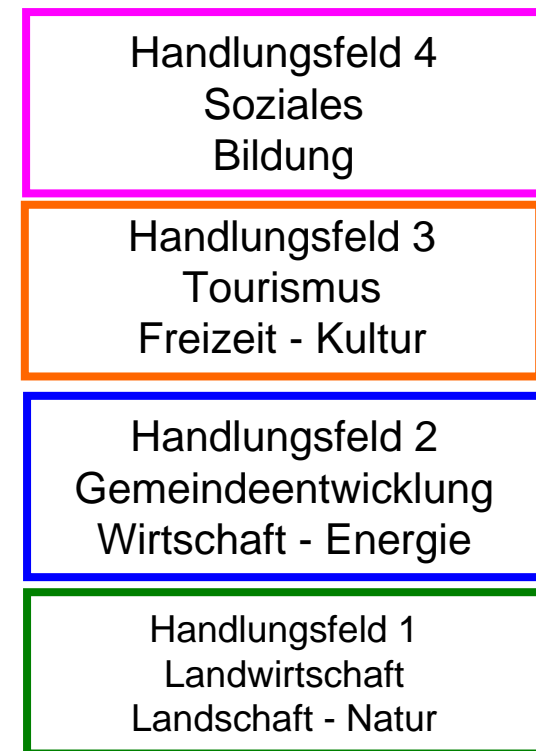 Handlungsfeld 4
Soziales
Bildung
Handlungsfeld 3
Tourismus
Freizeit - Kultur
Handlungsfeld 2
Gemeindeentwicklung
Wirtschaft - Energie
Handlungsfeld 1
Landwirtschaft
Landschaft - Natur